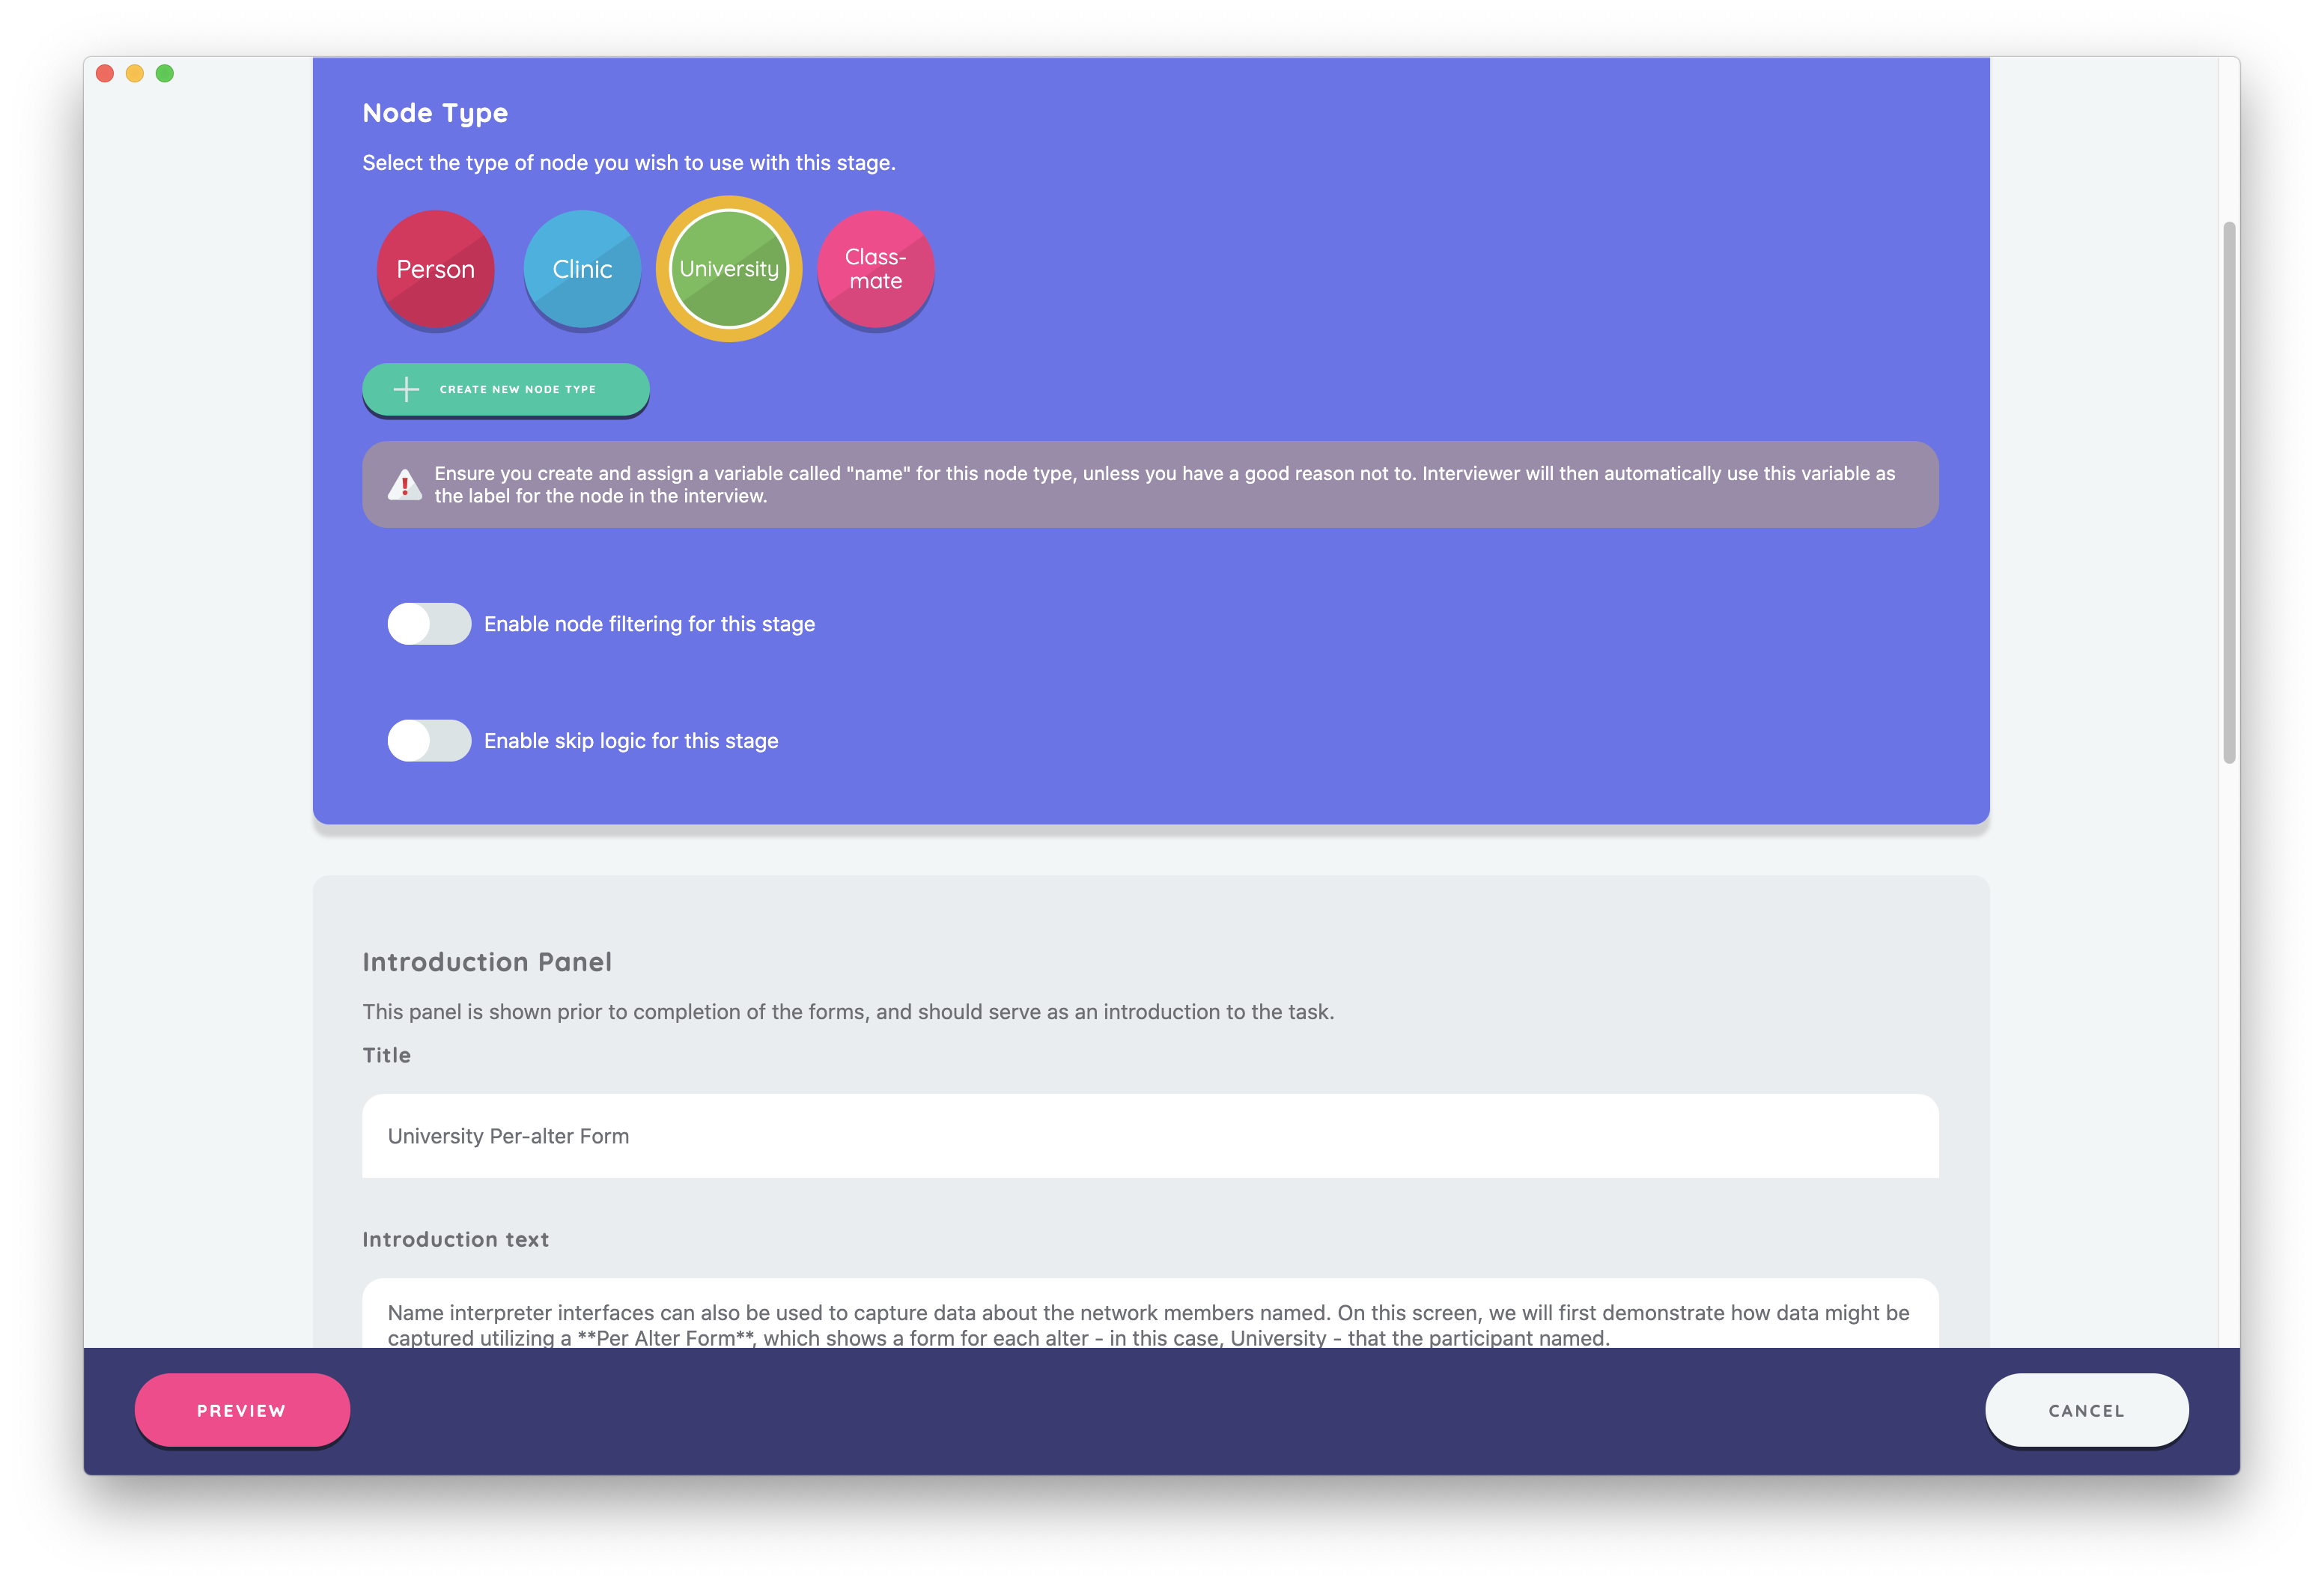 Node Type
Select the type of node you wish to use with this stage.
Person
Clinic
University
Class-
mate
CREATE NEW NODE TYPE
Ensure you create and assign a variable called "name" for this node type, unless you have a good reason not to. Interviewer will then automatically use this variable as
the label for the node in the interview.
Enable node filtering for this stage
Enable skip logic for this stage
Introduction Panel
This panel is shown prior to completion of the forms, and should serve as an introduction to the task.
Title
University Per-alter Form
Introduction text
Name interpreter interfaces can also be used to capture data about the network members named. On this screen, we will first demonstrate how data might be
captured utilizing a **Per Alter Form**, which shows a form for each alter - in this case, University - that the participant named.
PREVIEW
CANCEL